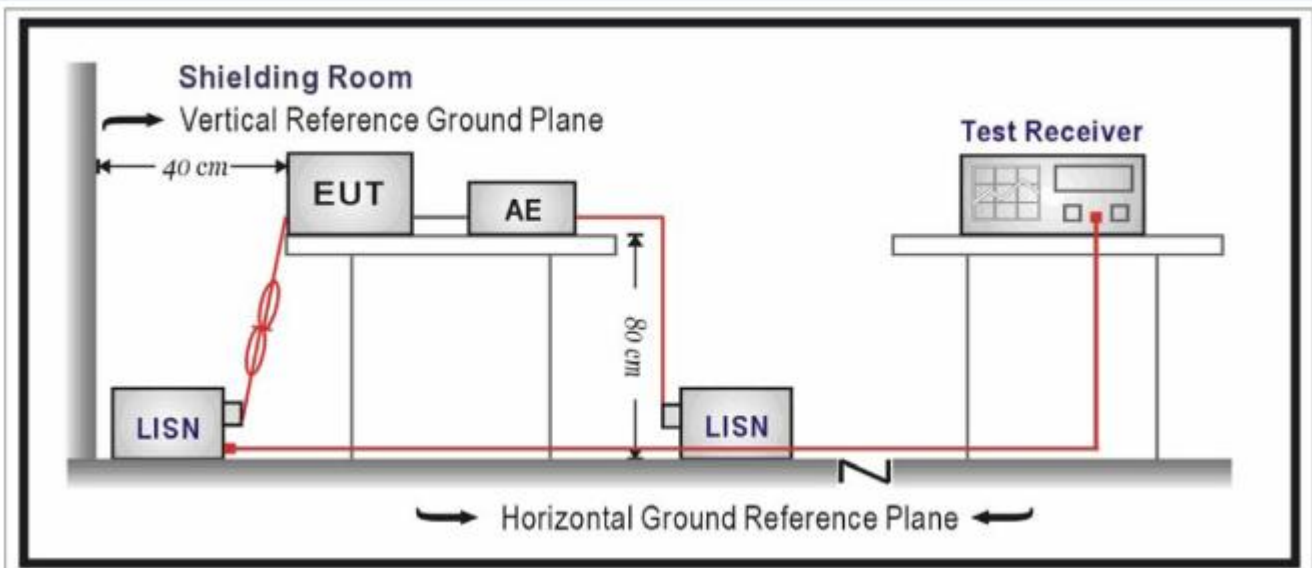 Shielding Room
Vertical Reference Ground Plane
40 cm
EUT
AE
Test Receiver
80 cm
LISN
LISN
Horizontal Ground Reference Plane